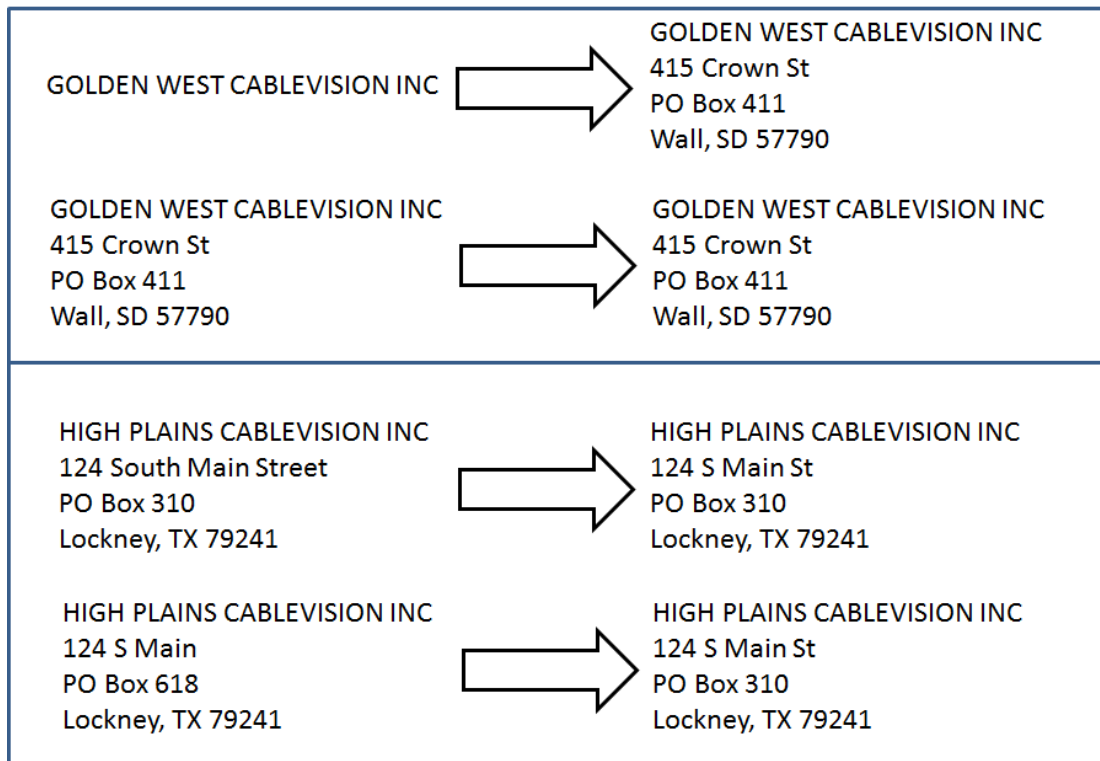 GOLDEN WEST CABLEVISION INC
GOLDEN WEST CABLEVISION INC
415 Crown St
PO Box 411
Wall, SD 57790
GOLDEN WEST CABLEVISION INC
415 Crown St
PO Box 411
Wall, SD 57790
GOLDEN WEST CABLEVISION INC
415 Crown St
PO Box 411
Wall, SD 57790
HIGH PLAINS CABLEVISION INC
124 South Main Street
PO Box 310
Lockney, TX 79241
HIGH PLAINS CABLEVISION INC
124 S Main St
PO Box 310
Lockney, TX 79241
HIGH PLAINS CABLEVISION INC
124 S Main
PO Box 618
Lockney, TX 79241
HIGH PLAINS CABLEVISION INC
124 S Main St
PO Box 310
Lockney, TX 79241